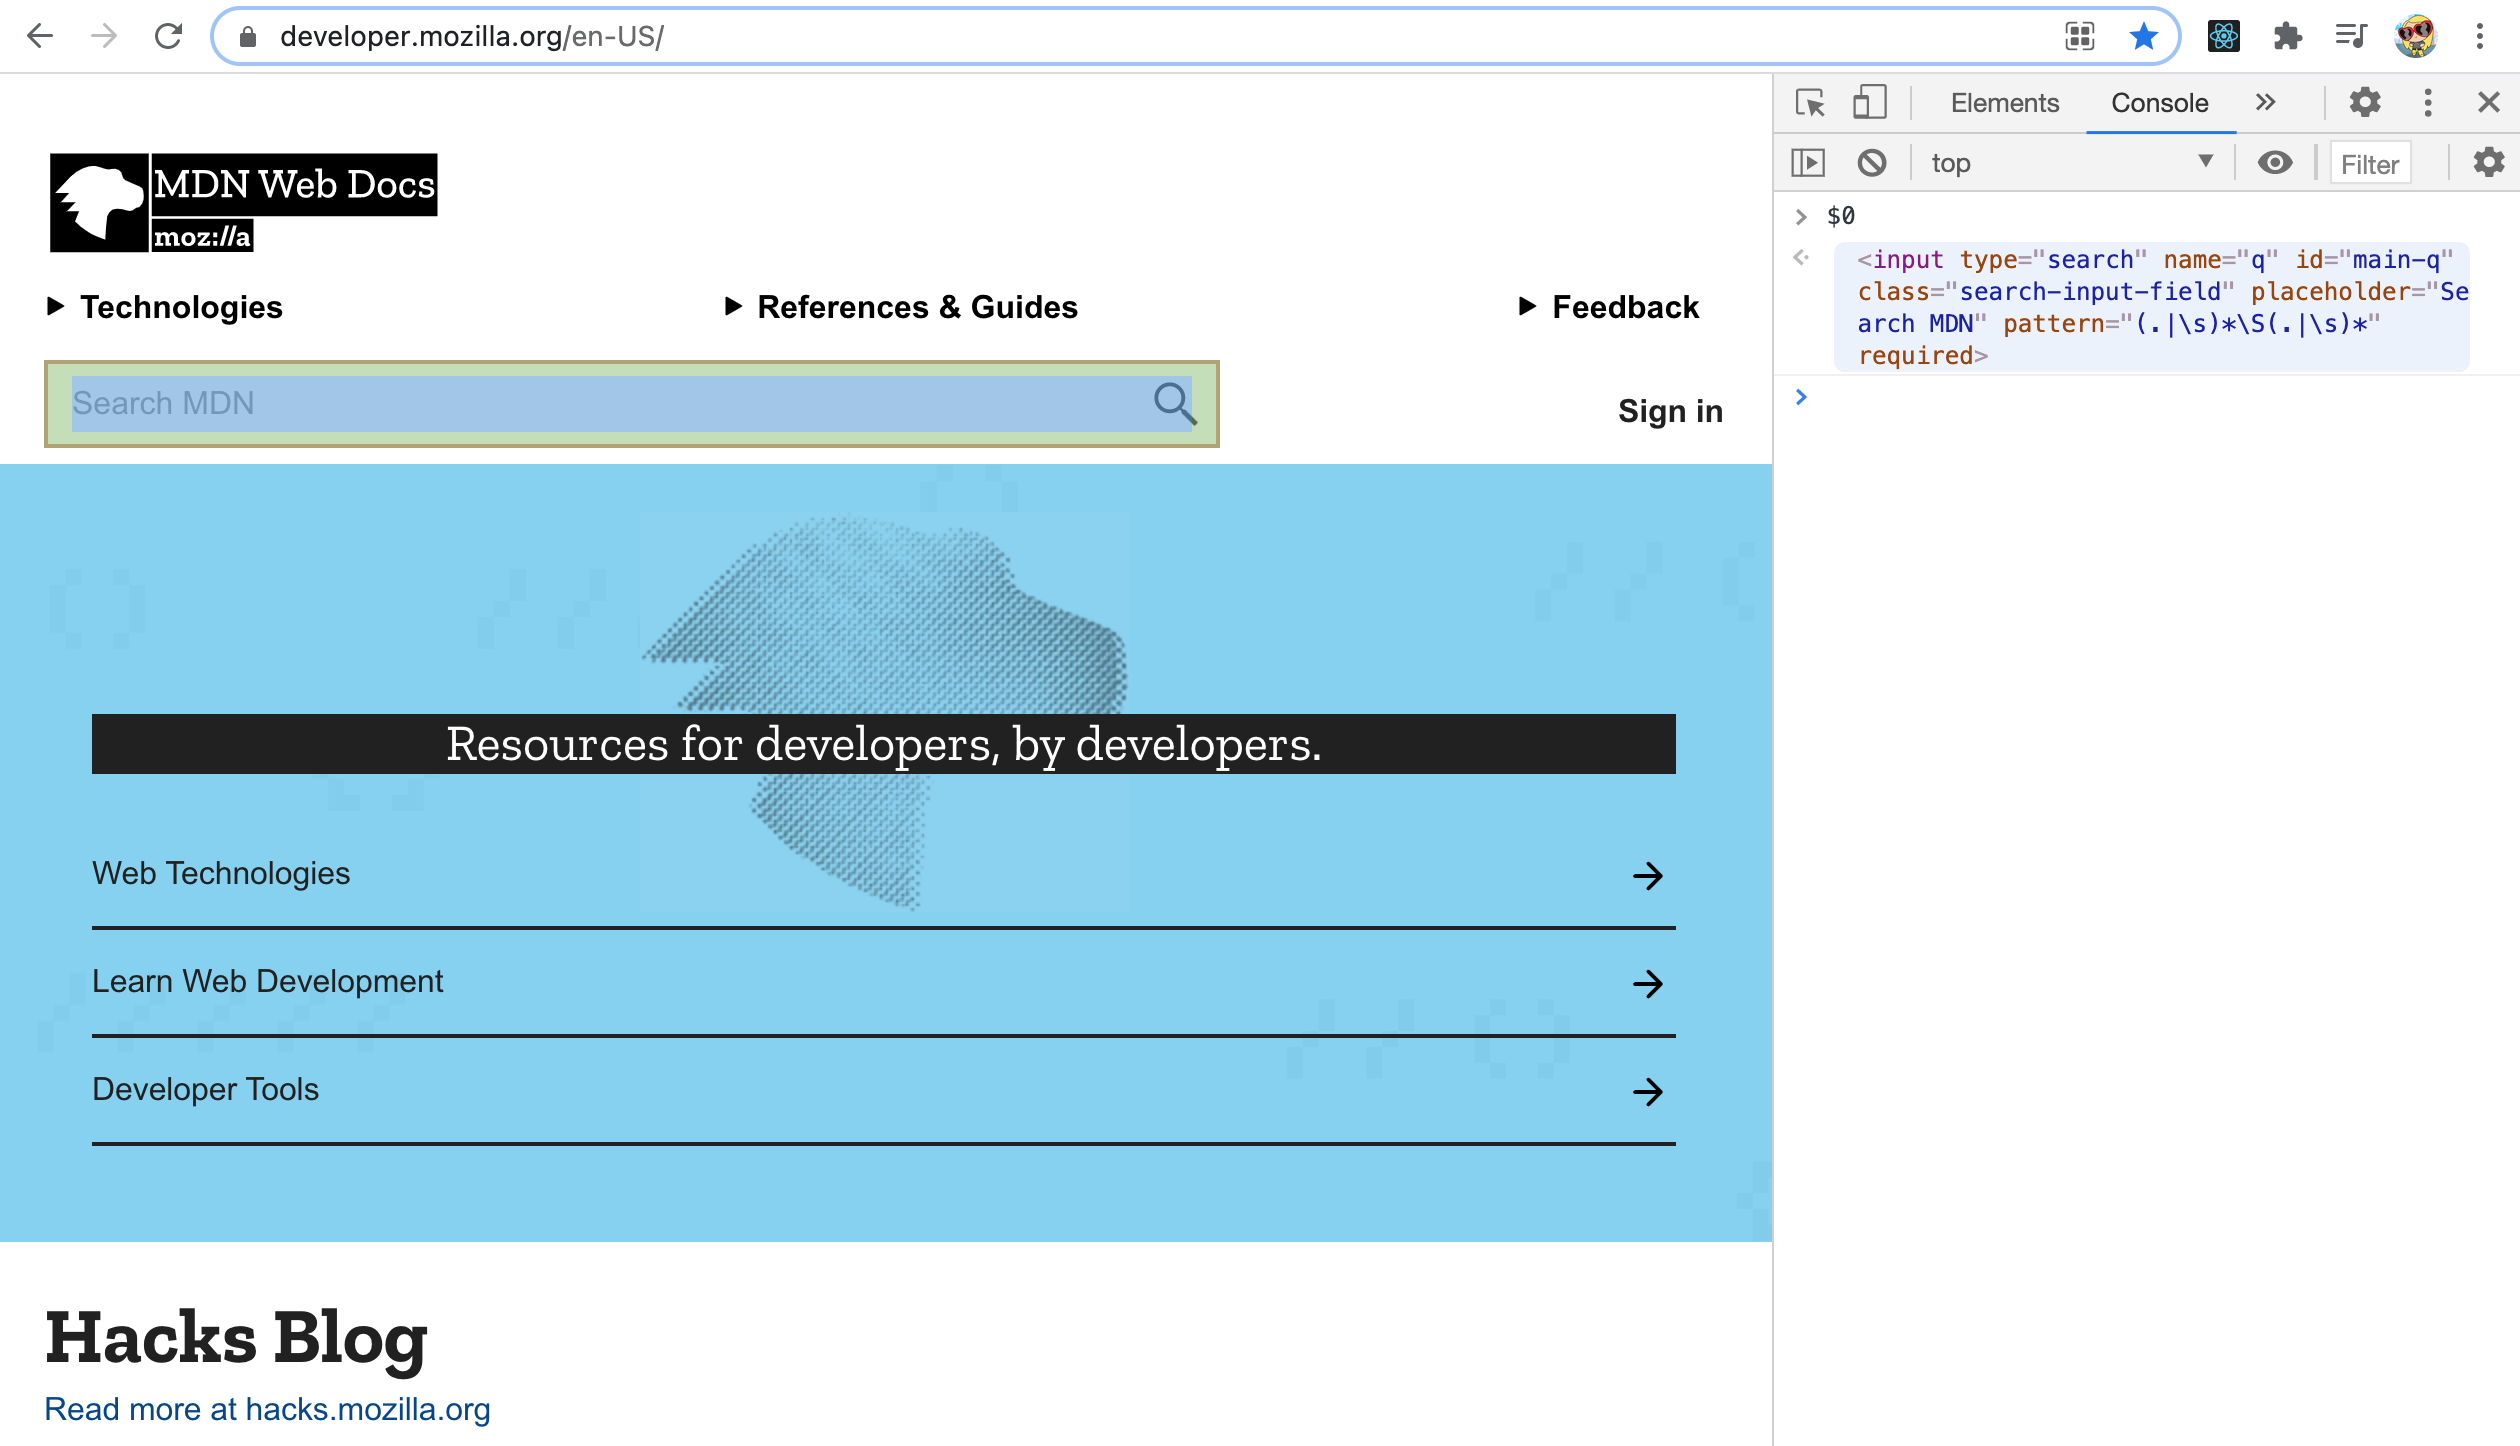 developer.mozilla.org/en-US/
MDN Web Docs
moz://a
Technologies
References & Guides
Feedback
Search MDN
Sign in
Resources for developers, by developers.
Web Technologies
Learn Web Development
Developer Tools
Hacks Blog
Read more at hacks.mozilla.org
Elements
Console
top
Filter
$0
<input type="search" name="q" id="main-q"
class="search-input-field" placeholder="Se
arch MDN" pattern="(.|\s)*\S(.|\s)*"
required>